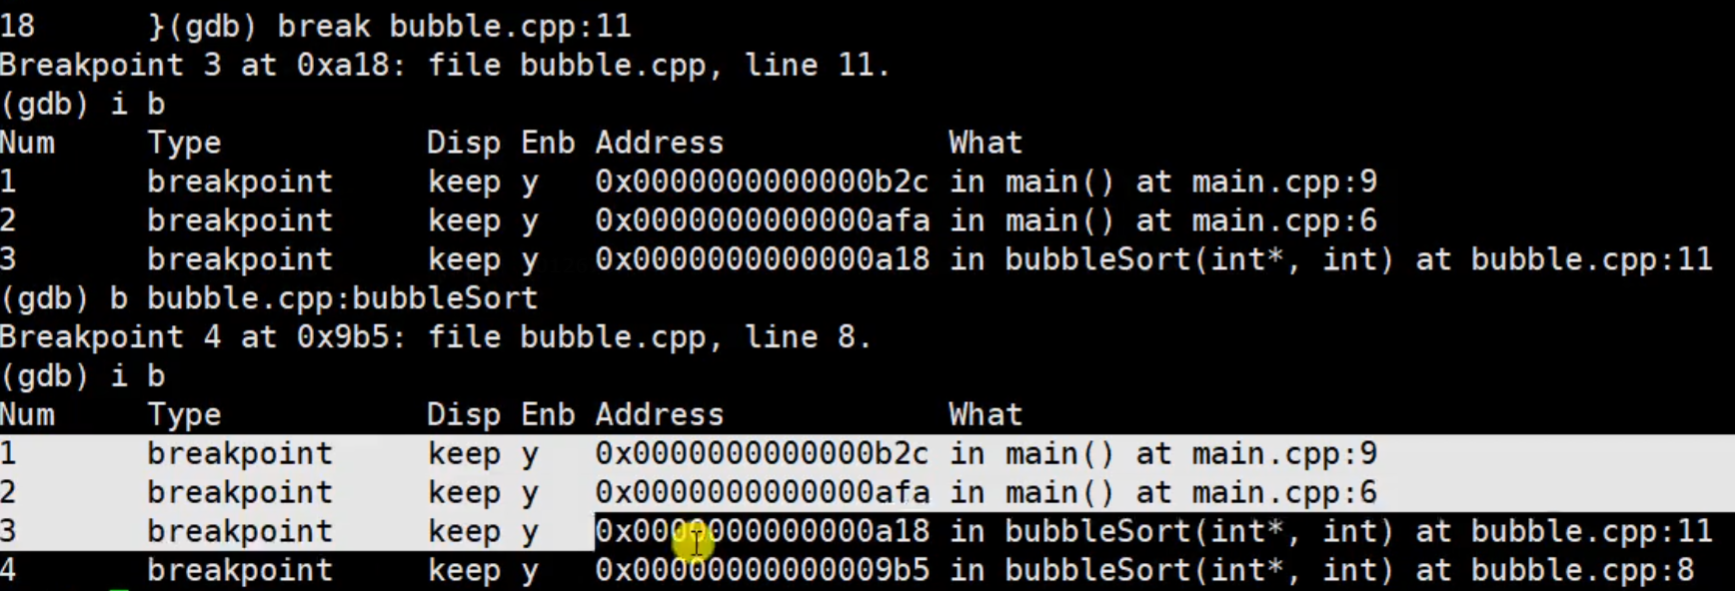 18      }(gdb) break bubble.cpp:11
Breakpoint 3 at 0xa18: file bubble.cpp, line 11.
(gdb) i b
Num     Type           Disp Enb Address            What
1       breakpoint     keep y   0x0000000000000b2c in main() at main.cpp:9
2       breakpoint     keep y   0x0000000000000afa in main() at main.cpp:6
3       breakpoint     keep y   0x0000000000000a18 in bubbleSort(int*, int) at bubble.cpp:11
(gdb) b bubble.cpp:bubbleSort
Breakpoint 4 at 0x9b5: file bubble.cpp, line 8.
(gdb) i b
Num     Type           Disp Enb Address            What
1       breakpoint     keep y   0x0000000000000b2c in main() at main.cpp:9
2       breakpoint     keep y   0x0000000000000afa in main() at main.cpp:6
3       breakpoint     keep y   0x0000000000000a18 in bubbleSort(int*, int) at bubble.cpp:11
4       breakpoint     keep y   0x00000000000009b5 in bubbleSort(int*, int) at bubble.cpp:8